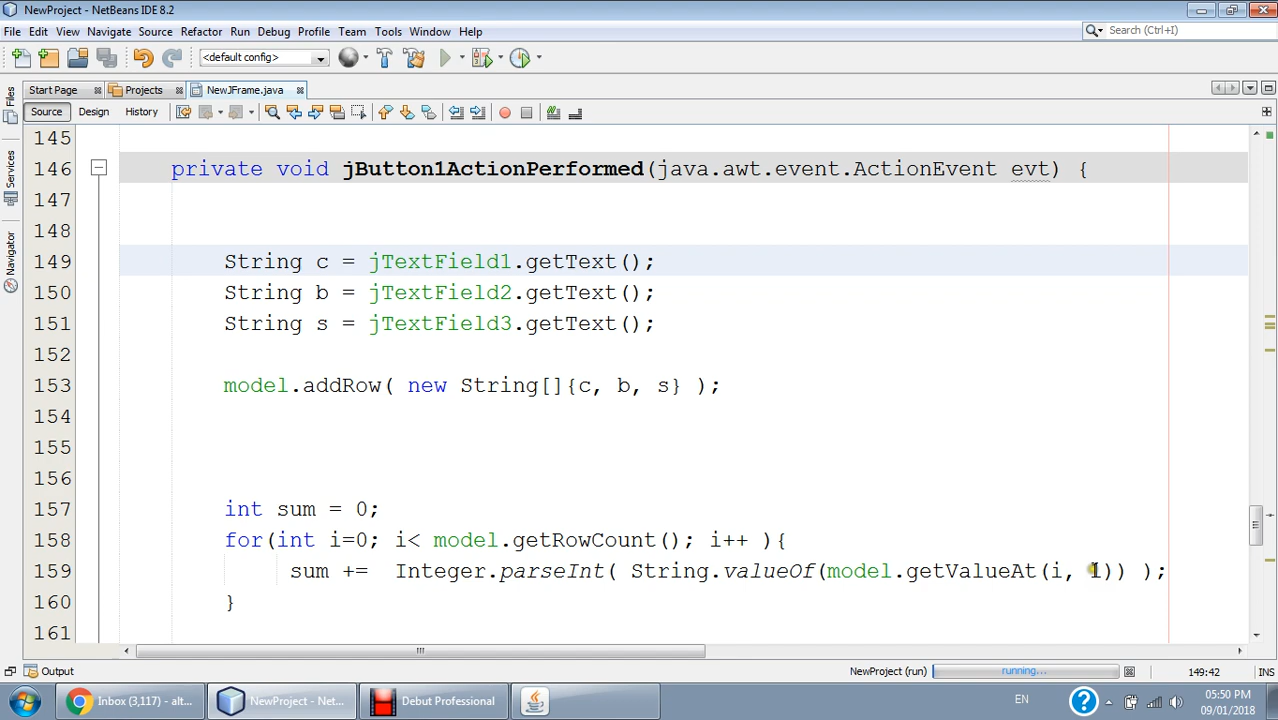 NewProject - NetBeans IDE 8.2
File Edit View Navigate Source Refactor Run Debug Profile Team Tools Window Help
Search (Ctrl+I)
<default config>
Start Page Projects NewJFrame.java
Source Design History
Files
Services
Navigator
145
146 private void jButton1ActionPerformed(java.awt.event.ActionEvent evt) {
147
148
149 String c = jTextField1.getText();
150 String b = jTextField2.getText();
151 String s = jTextField3.getText();
152
153 model.addRow( new String[]{c, b, s} );
154
155
156
157 int sum = 0;
158 for(int i=0; i< model.getRowCount(); i++ ){
159 sum += Integer.parseInt( String.valueOf(model.getValueAt(i, 1)) );
160 }
161
Output
NewProject (run) running... 149:42 INS
Inbox (3,117) - alt... NewProject - Net... Debut Professional
EN
05:50 PM
09/01/2018